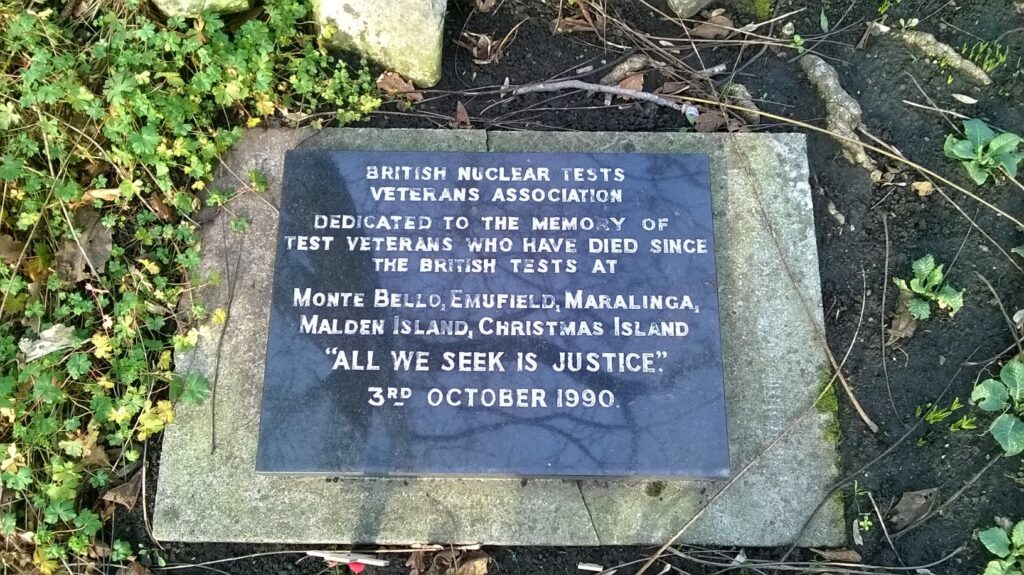 BRITISH NUCLEAR TESTS
VETERANS ASSOCIATION
DEDICATED TO THE MEMORY OF
TEST VETERANS WHO HAVE DIED SINCE
THE BRITISH TESTS AT
MONTE BELLO, EMUFIELD, MARALINGA,
MALDEN ISLAND, CHRISTMAS ISLAND
"ALL WE SEEK IS JUSTICE".
3RD OCTOBER 1990.